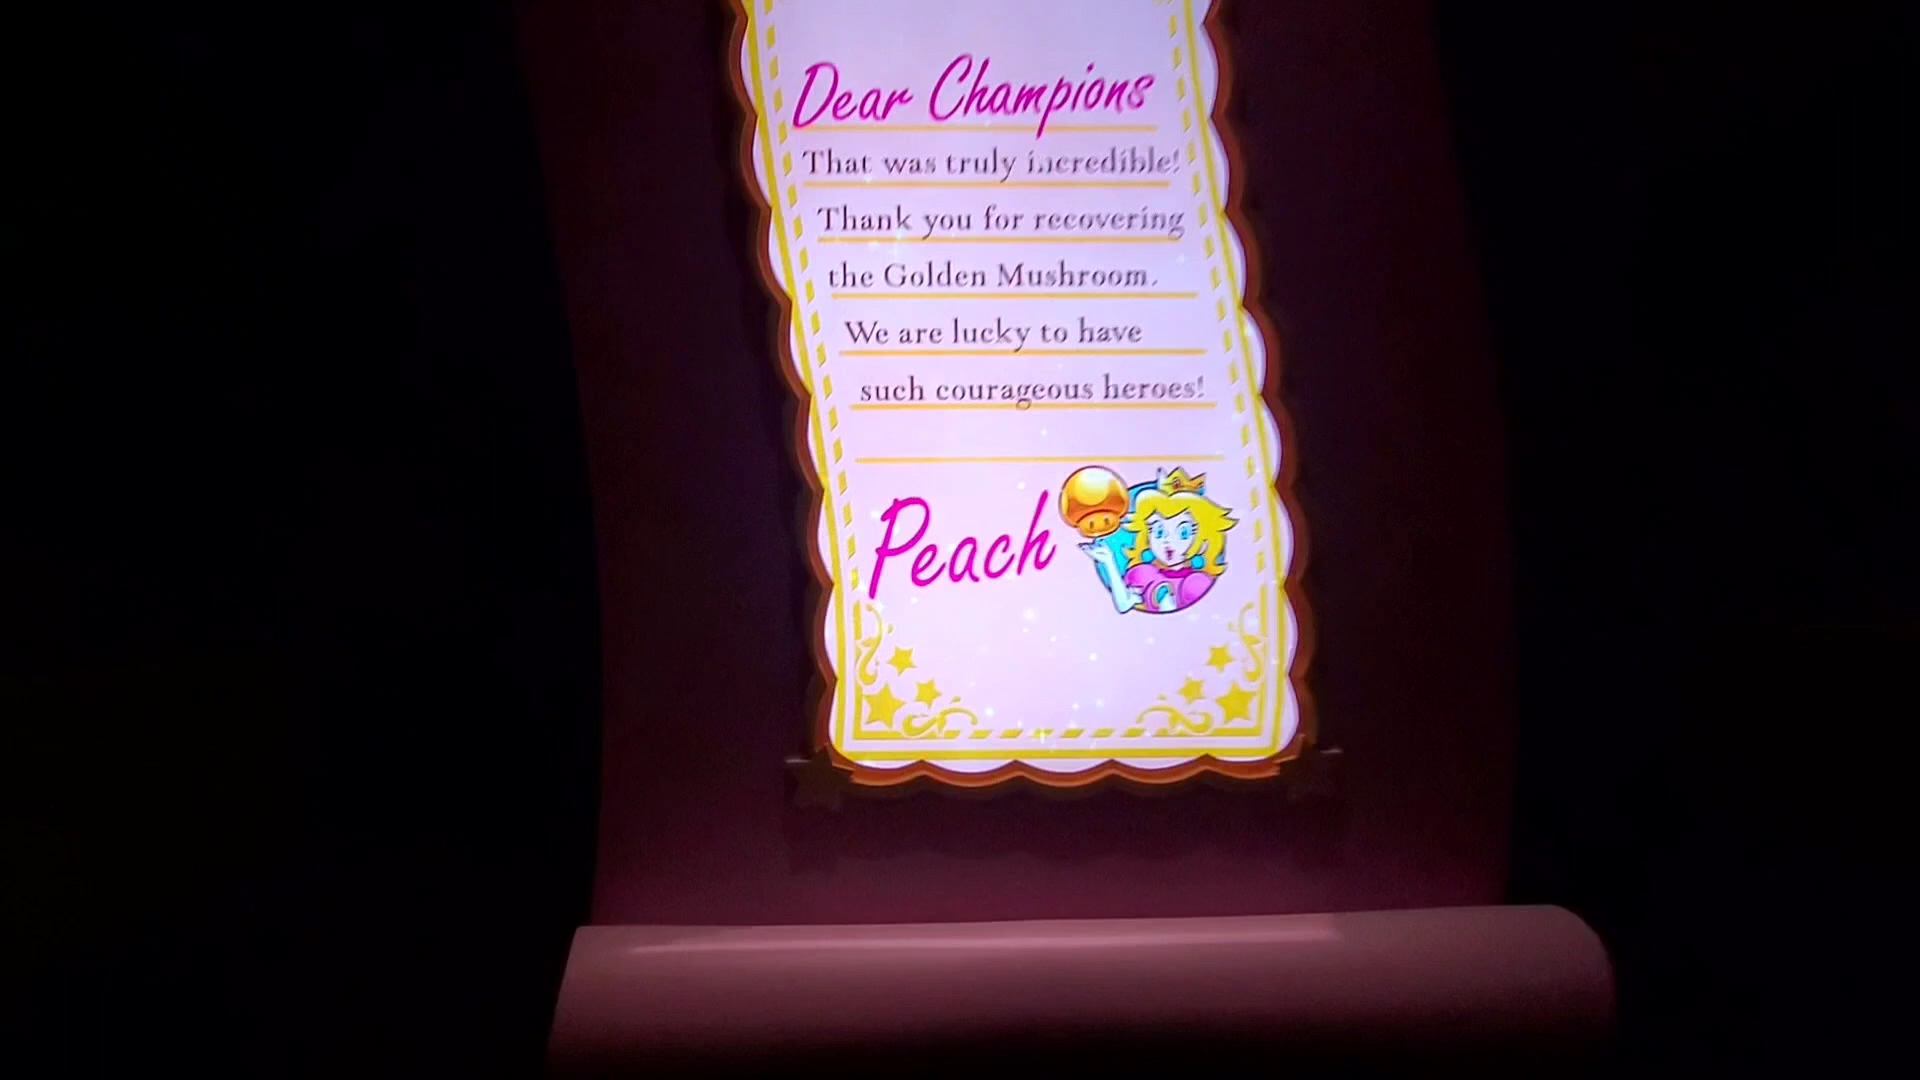 Dear Champions
That was truly incredible!
Thank you for recovering
the Golden Mushroom.
We are lucky to have
such courageous heroes!
Peach